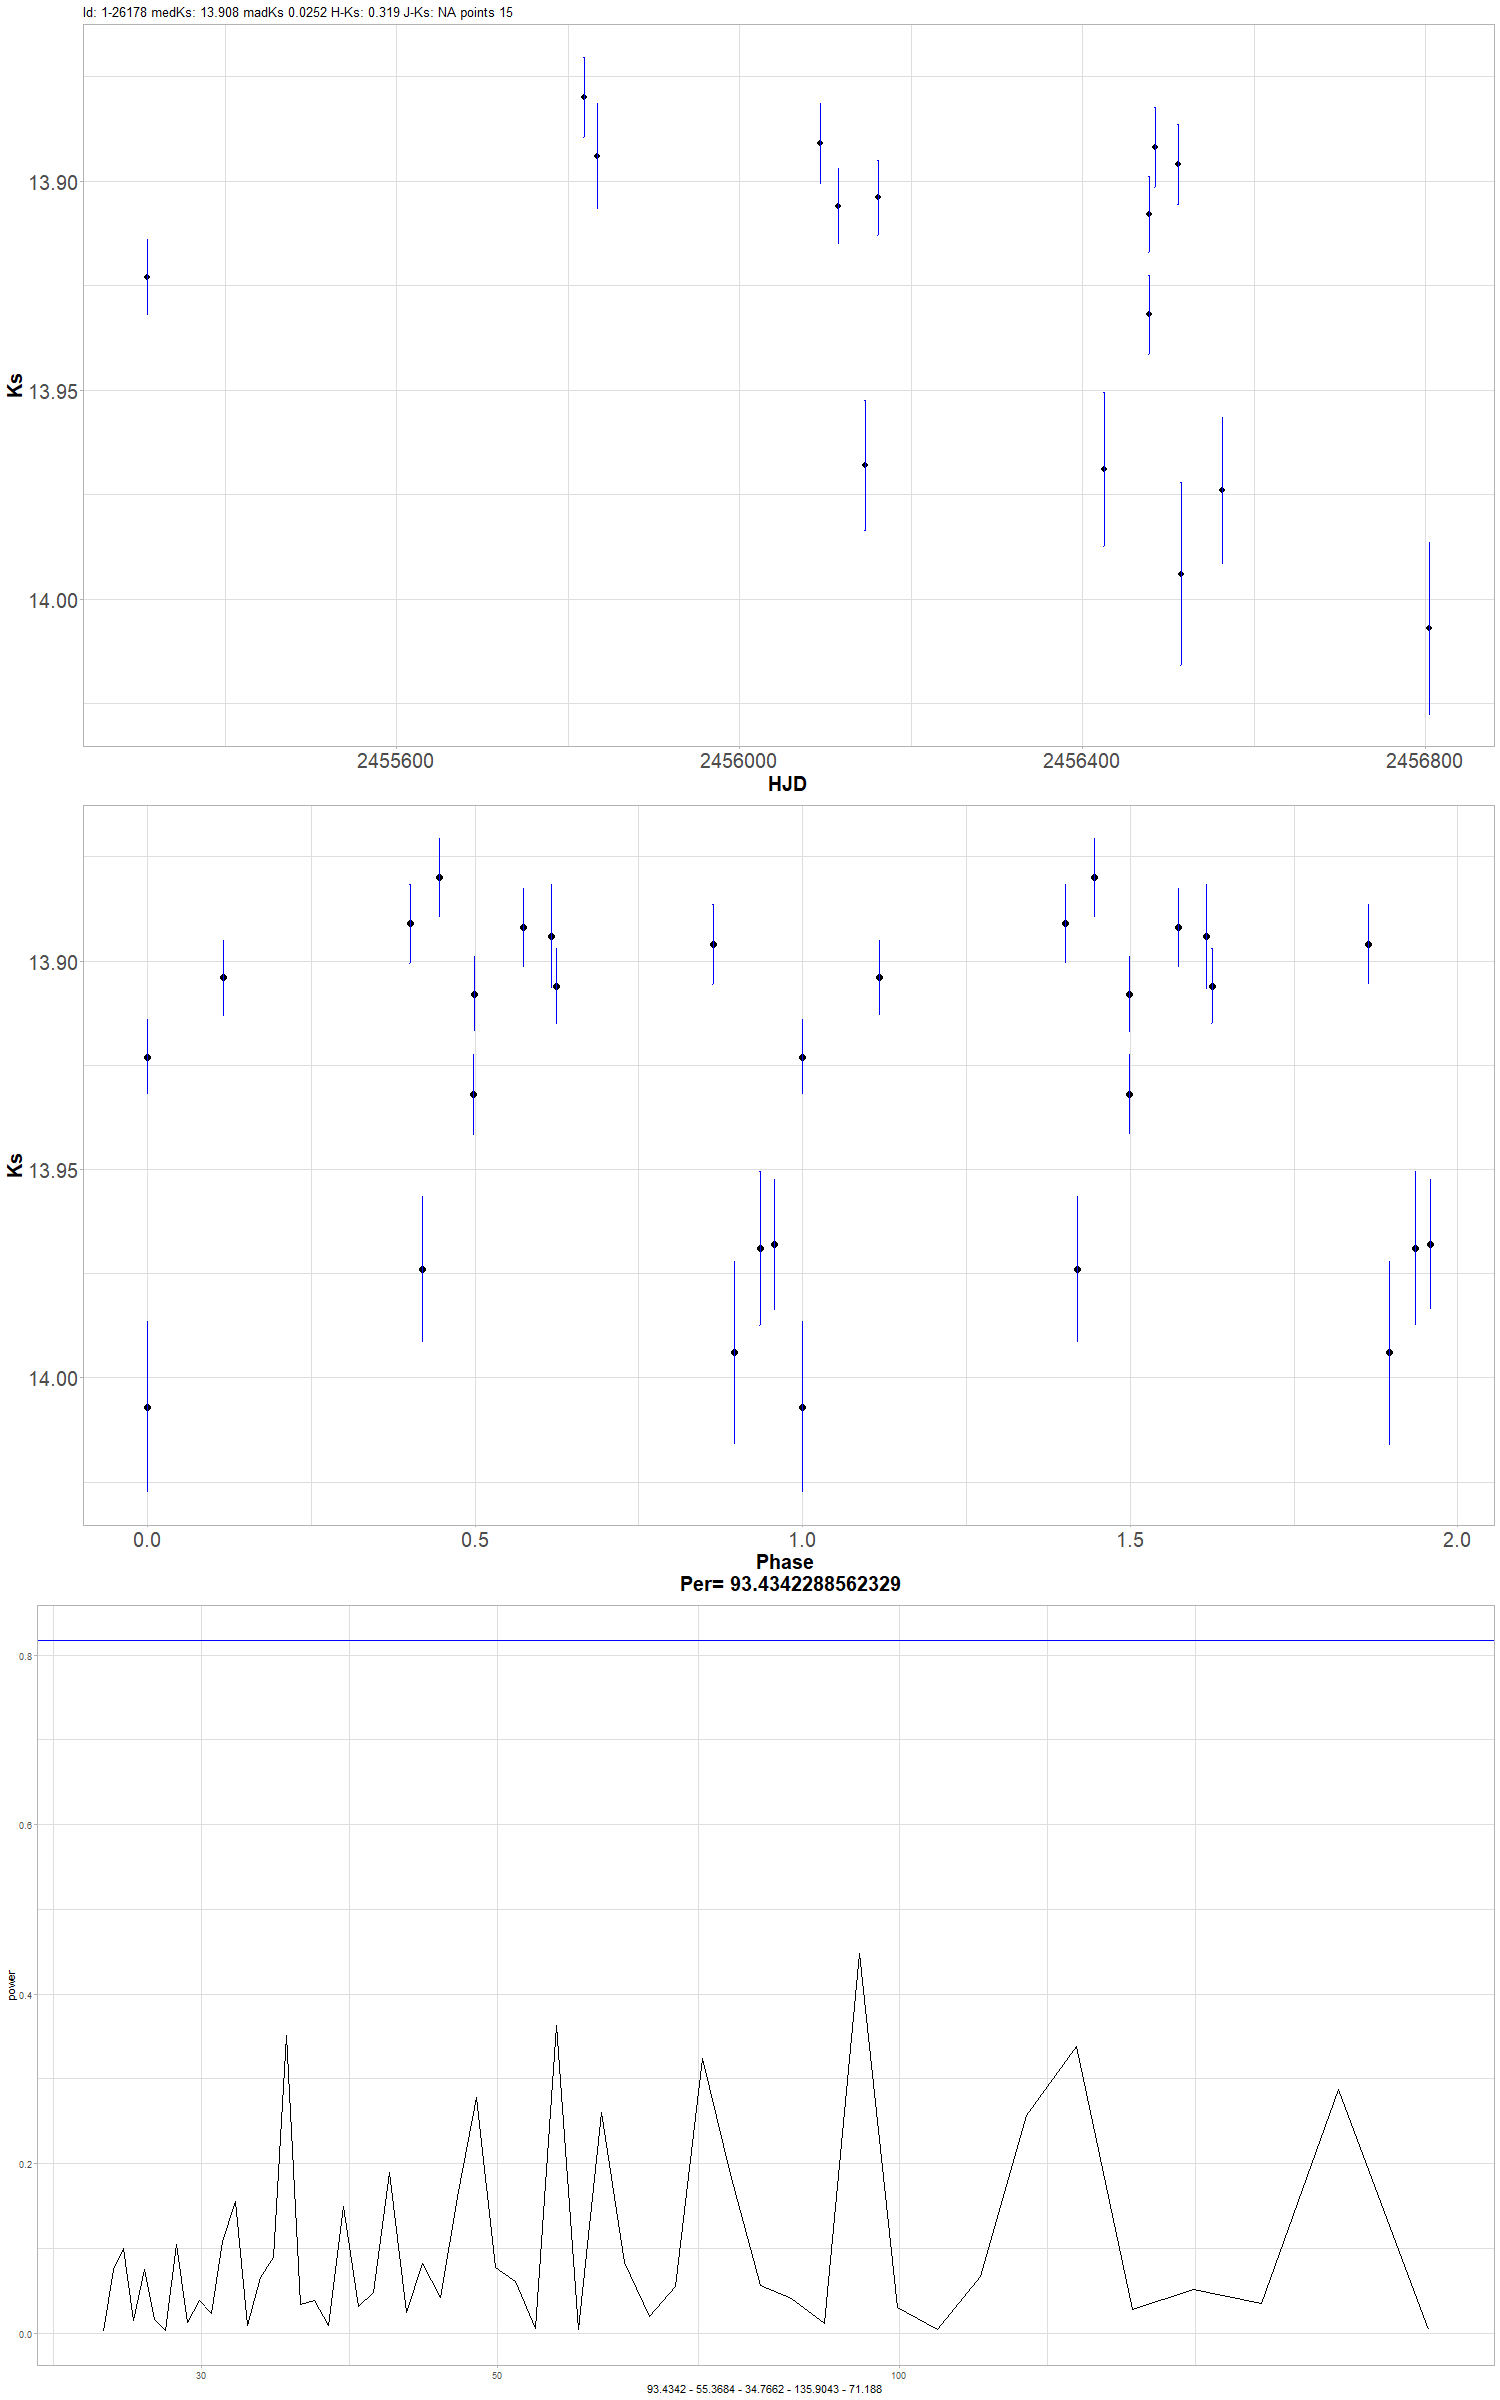 Id: 1-26178 medKs: 13.908 madKs 0.0252 H-Ks: 0.319 J-Ks: NA points 15
13.90
13.95
14.00
Ks
2455600 2456000 2456400 2456800
HJD
13.90
13.95
14.00
Ks
0.0 0.5 1.0 1.5 2.0
Phase
Per= 93.4342288562329
0.8
0.6
0.4
0.2
0.0
power
30 50 100
93.4342 - 55.3684 - 34.7662 - 135.9043 - 71.188